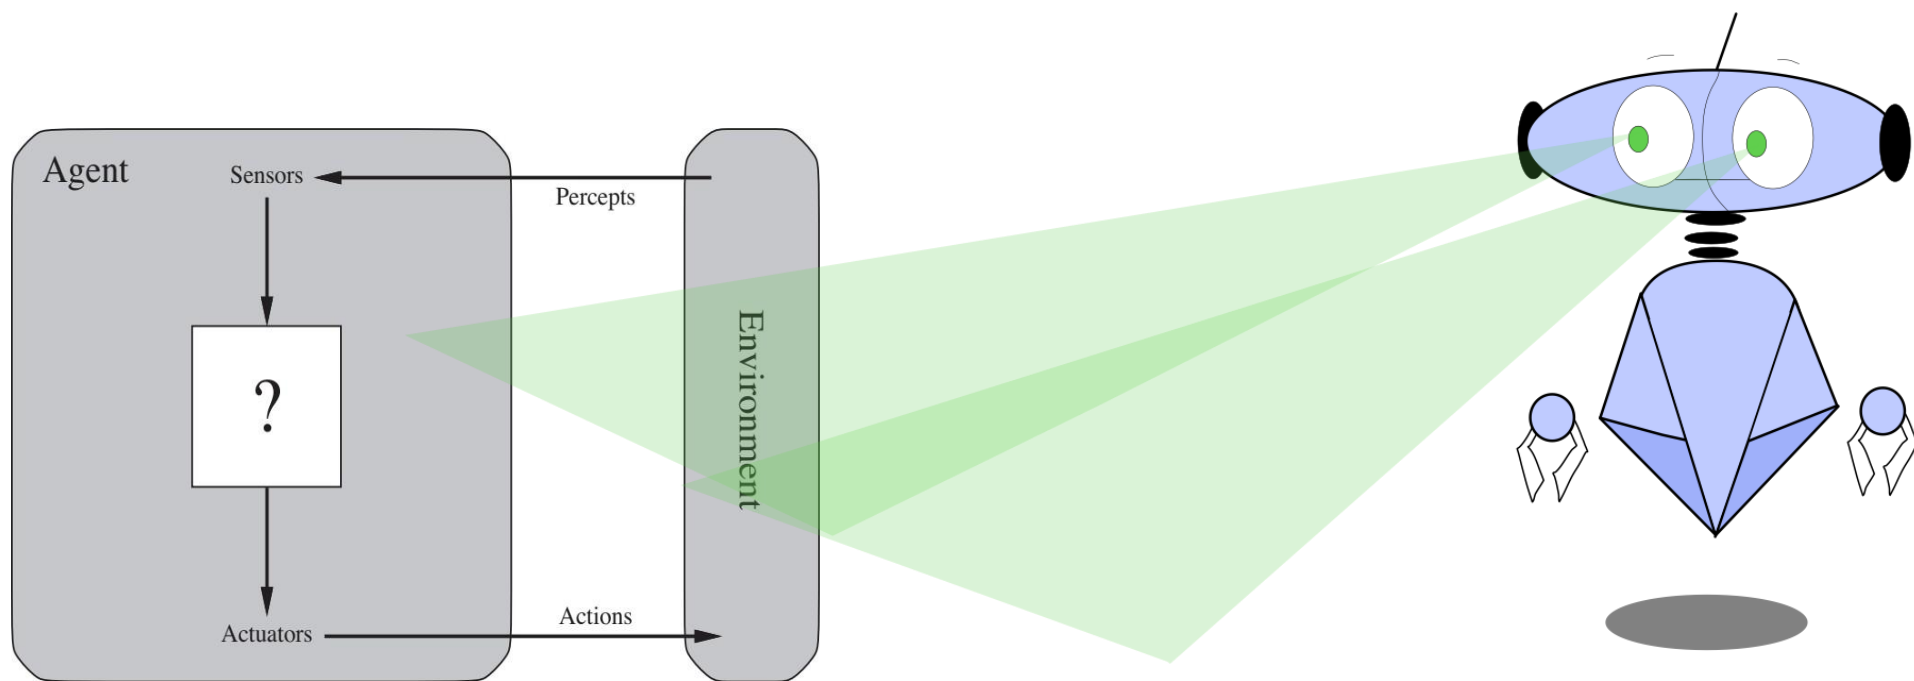 Agent
Sensors
Percepts
?
Environment
Actions
Actuators